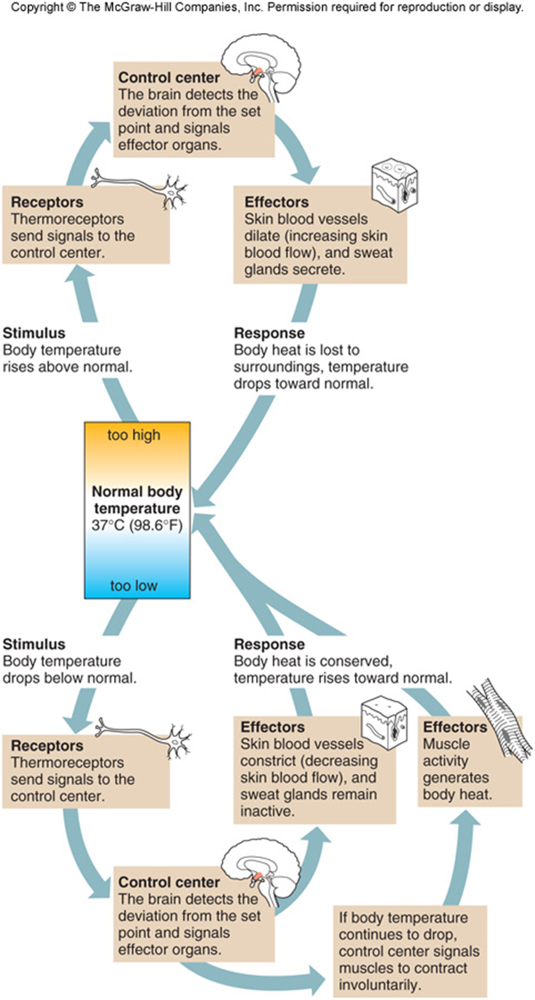 Copyright © The McGraw-Hill Companies, Inc. Permission required for reproduction or display.
Control center
The brain detects the
deviation from the set
point and signals
effector organs.
Receptors
Thermoreceptors
send signals to the
control center.
Effectors
Skin blood vessels
dilate (increasing skin
blood flow), and sweat
glands secrete.
Stimulus
Body temperature
rises above normal.
Response
Body heat is lost to
surroundings, temperature
drops toward normal.
too high
Normal body
temperature
37°C (98.6°F)
too low
Stimulus
Body temperature
drops below normal.
Response
Body heat is conserved,
temperature rises toward normal.
Receptors
Thermoreceptors
send signals to the
control center.
Effectors
Skin blood vessels
constrict (decreasing
skin blood flow), and
sweat glands remain
inactive.
Effectors
Muscle
activity
generates
body heat.
Control center
The brain detects the
deviation from the set
point and signals
effector organs.
If body temperature
continues to drop,
control center signals
muscles to contract
involuntarily.